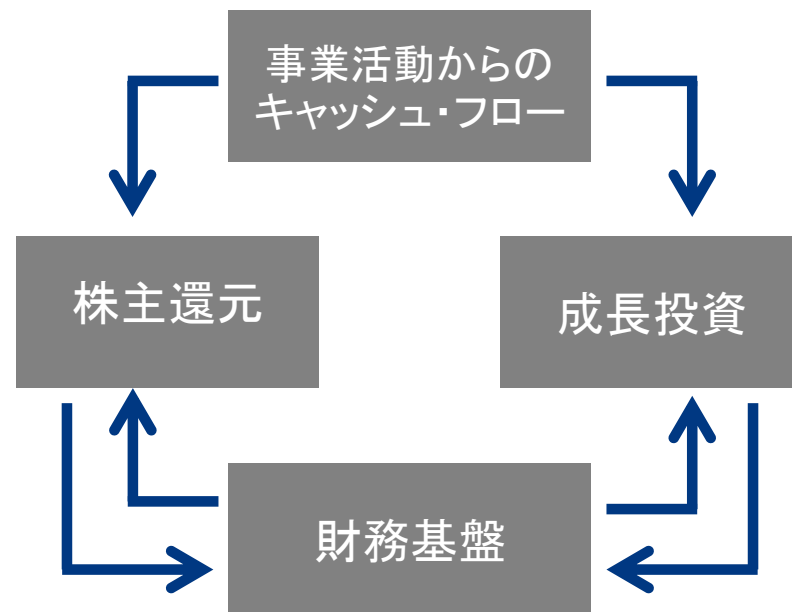 事業活動からの
キャッシュ・フロー
株主還元
成長投資
財務基盤